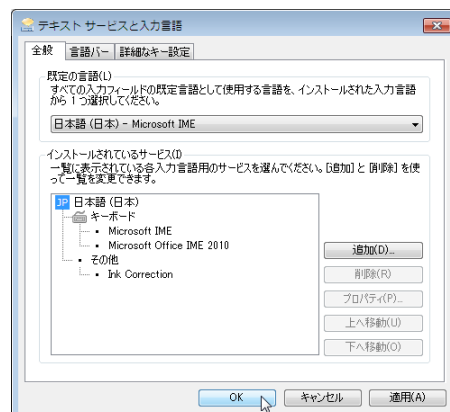 テキスト サービスと入力言語
全般 言語バー 詳細なキー設定
既定の言語(L)
すべての入力フィールドの既定言語として使用する言語を、インストールされた入力言語
から 1 つ選択してください。
日本語 (日本) - Microsoft IME
インストールされているサービス(I)
一覧に表示されている各入力言語用のサービスを選んでください。[追加] と [削除] を使
って一覧を変更できます。
JP 日本語 (日本)
キーボード
Microsoft IME
Microsoft Office IME 2010
その他
Ink Correction
追加(D)...
削除(R)
プロパティ(P)...
上へ移動(U)
下へ移動(O)
OK キャンセル 適用(A)